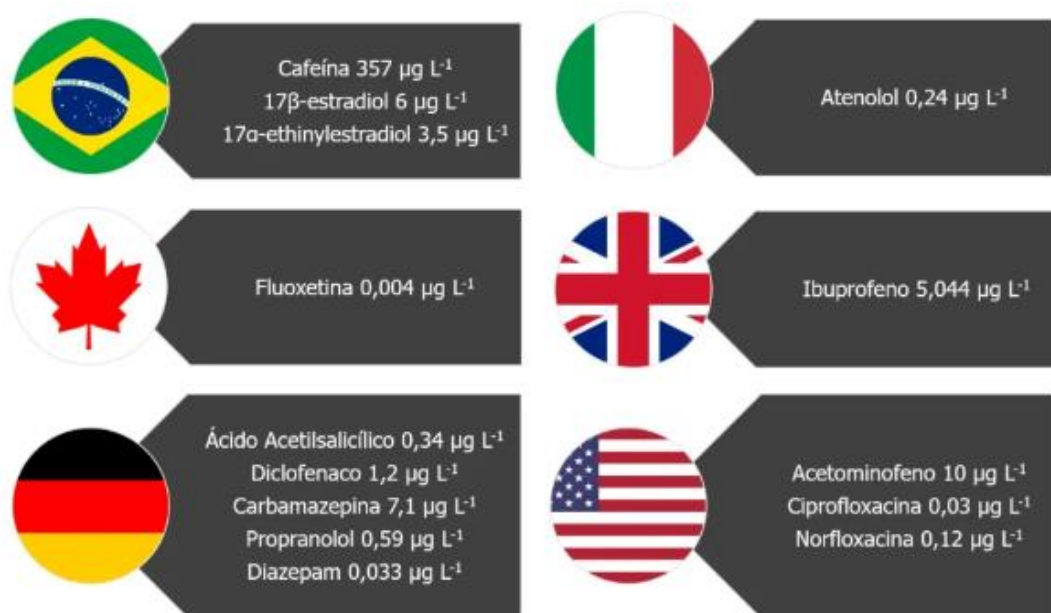 Cafeína 357 µg L⁻¹
17β-estradiol 6 µg L⁻¹
17α-ethinylestradiol 3,5 µg L⁻¹
Atenolol 0,24 µg L⁻¹
Fluoxetina 0,004 µg L⁻¹
Ibuprofeno 5,044 µg L⁻¹
Ácido Acetilsalicílico 0,34 µg L⁻¹
Diclofenaco 1,2 µg L⁻¹
Carbamazepina 7,1 µg L⁻¹
Propranolol 0,59 µg L⁻¹
Diazepam 0,033 µg L⁻¹
Acetominofeno 10 µg L⁻¹
Ciprofloxacina 0,03 µg L⁻¹
Norfloxacina 0,12 µg L⁻¹